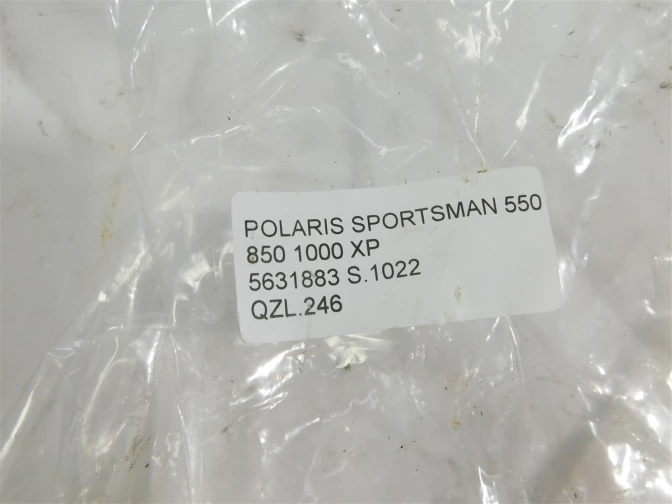 POLARIS SPORTSMAN 550
850 1000 XP
5631883 S.1022
QZL.246